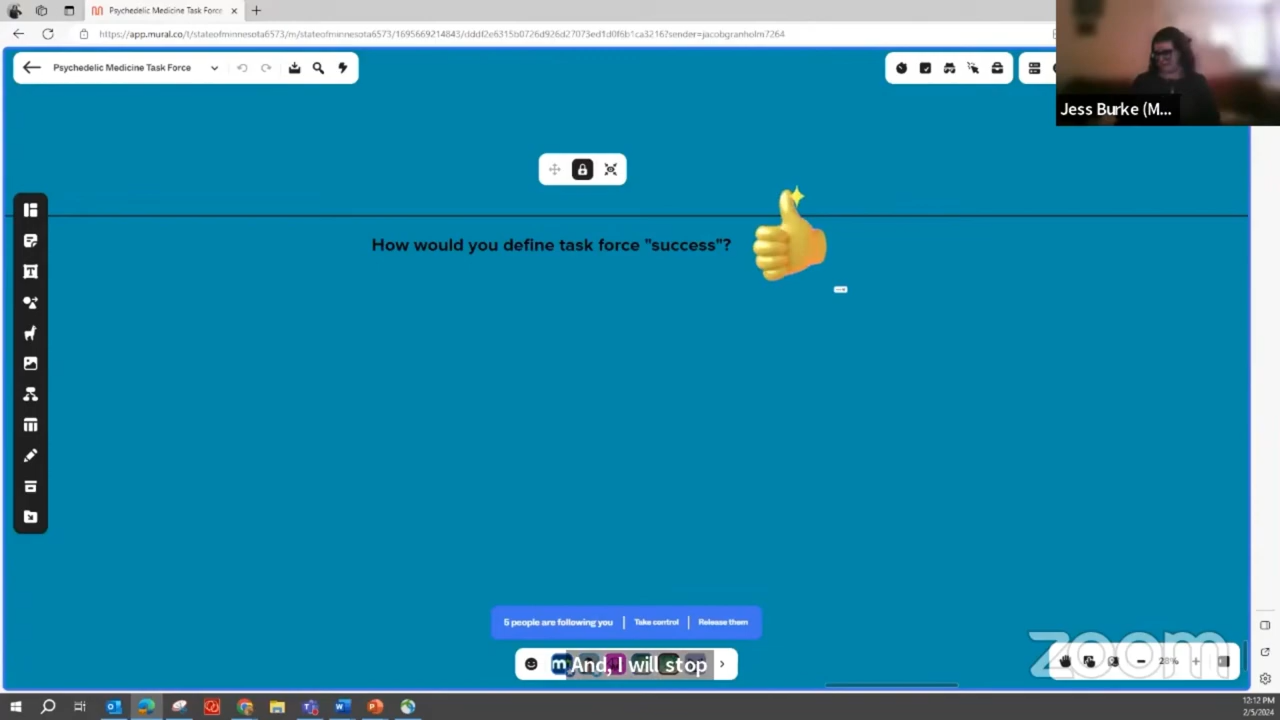 Psychedelic Medicine Task Force
https://app.mural.co/t/stateofminnesota6573/m/stateofminnesota6573/1695669214843/dddf2e6315b0726d926d27073ed1d0f6b1ca3216?sender=jacobgranholm7264
Psychedelic Medicine Task Force
Jess Burke (M...
How would you define task force "success"?
5 people are following you
Take control
Release them
And, I will stop
zoom
28%
12:12 PM
2/5/2024